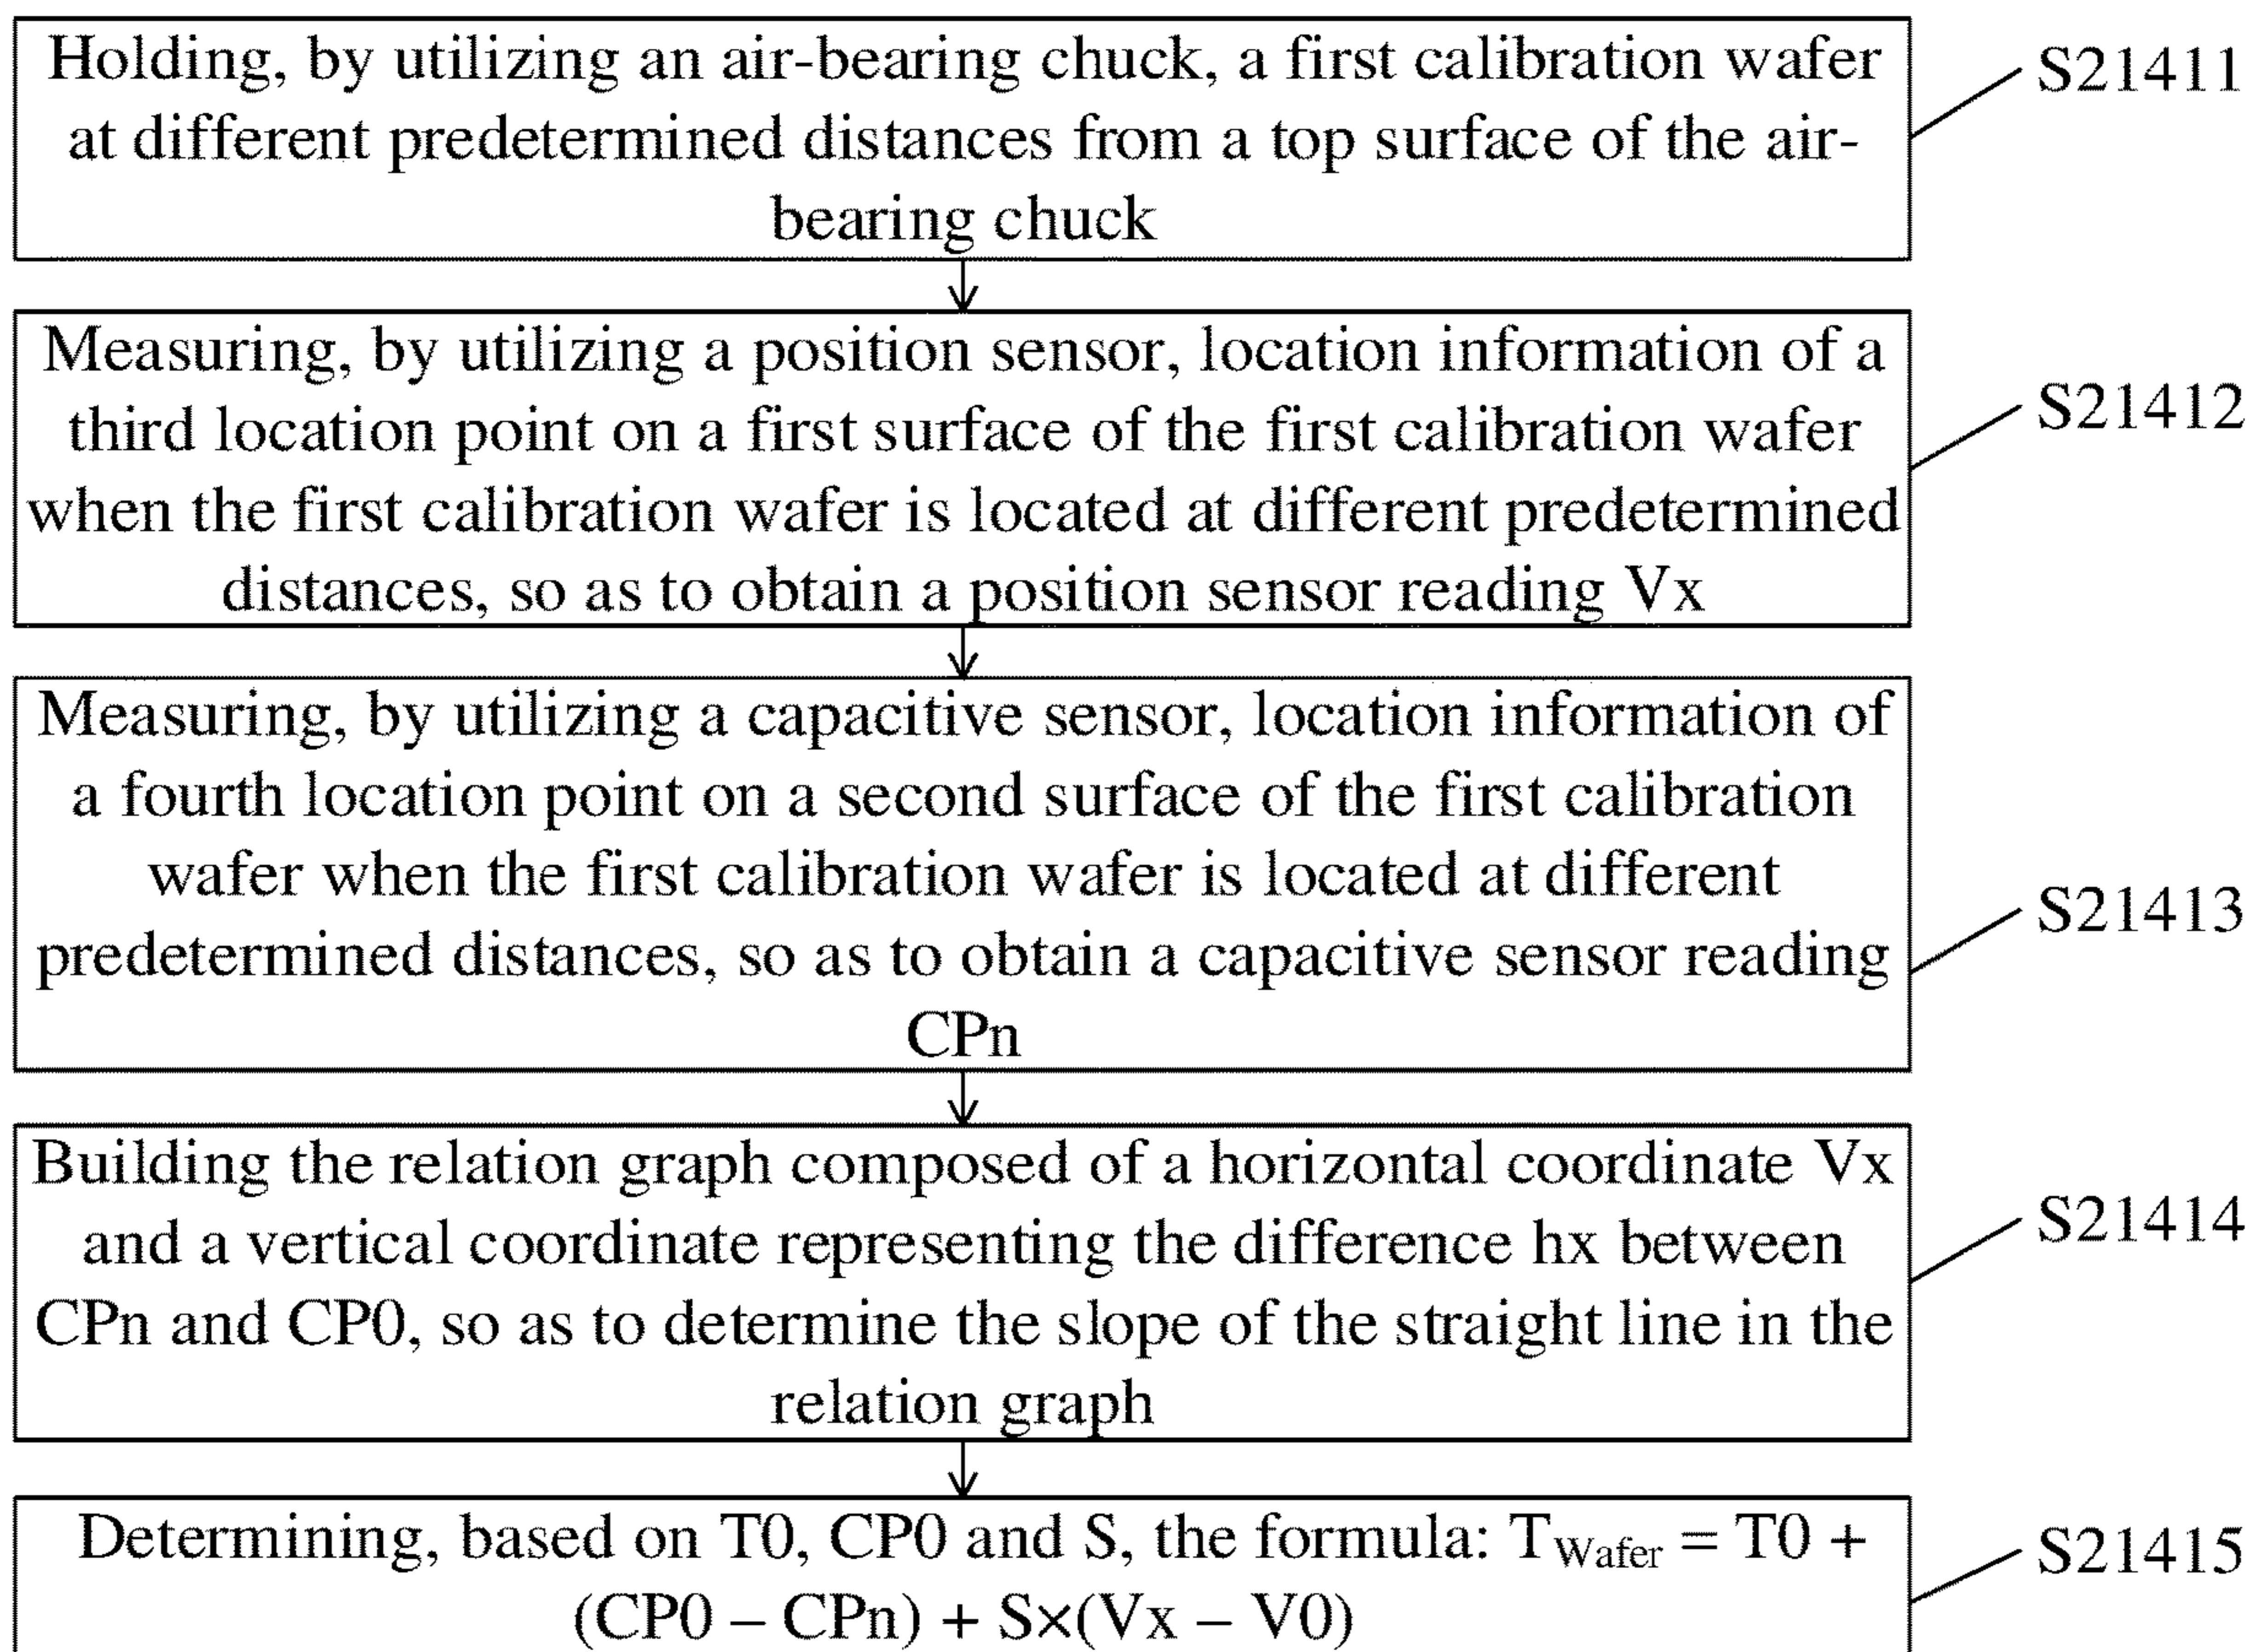 Holding, by utilizing an air-bearing chuck, a first calibration wafer
at different predetermined distances from a top surface of the air-
bearing chuck
S21411
Measuring, by utilizing a position sensor, location information of a
third location point on a first surface of the first calibration wafer
when the first calibration wafer is located at different predetermined
distances, so as to obtain a position sensor reading Vx
S21412
Measuring, by utilizing a capacitive sensor, location information of
a fourth location point on a second surface of the first calibration
wafer when the first calibration wafer is located at different
predetermined distances, so as to obtain a capacitive sensor reading
CPn
S21413
Building the relation graph composed of a horizontal coordinate Vx
and a vertical coordinate representing the difference hx between
CPn and CP0, so as to determine the slope of the straight line in the
relation graph
S21414
Determining, based on T0, CP0 and S, the formula: TWafer = T0 +
(CP0 – CPn) + S×(Vx – V0)
S21415